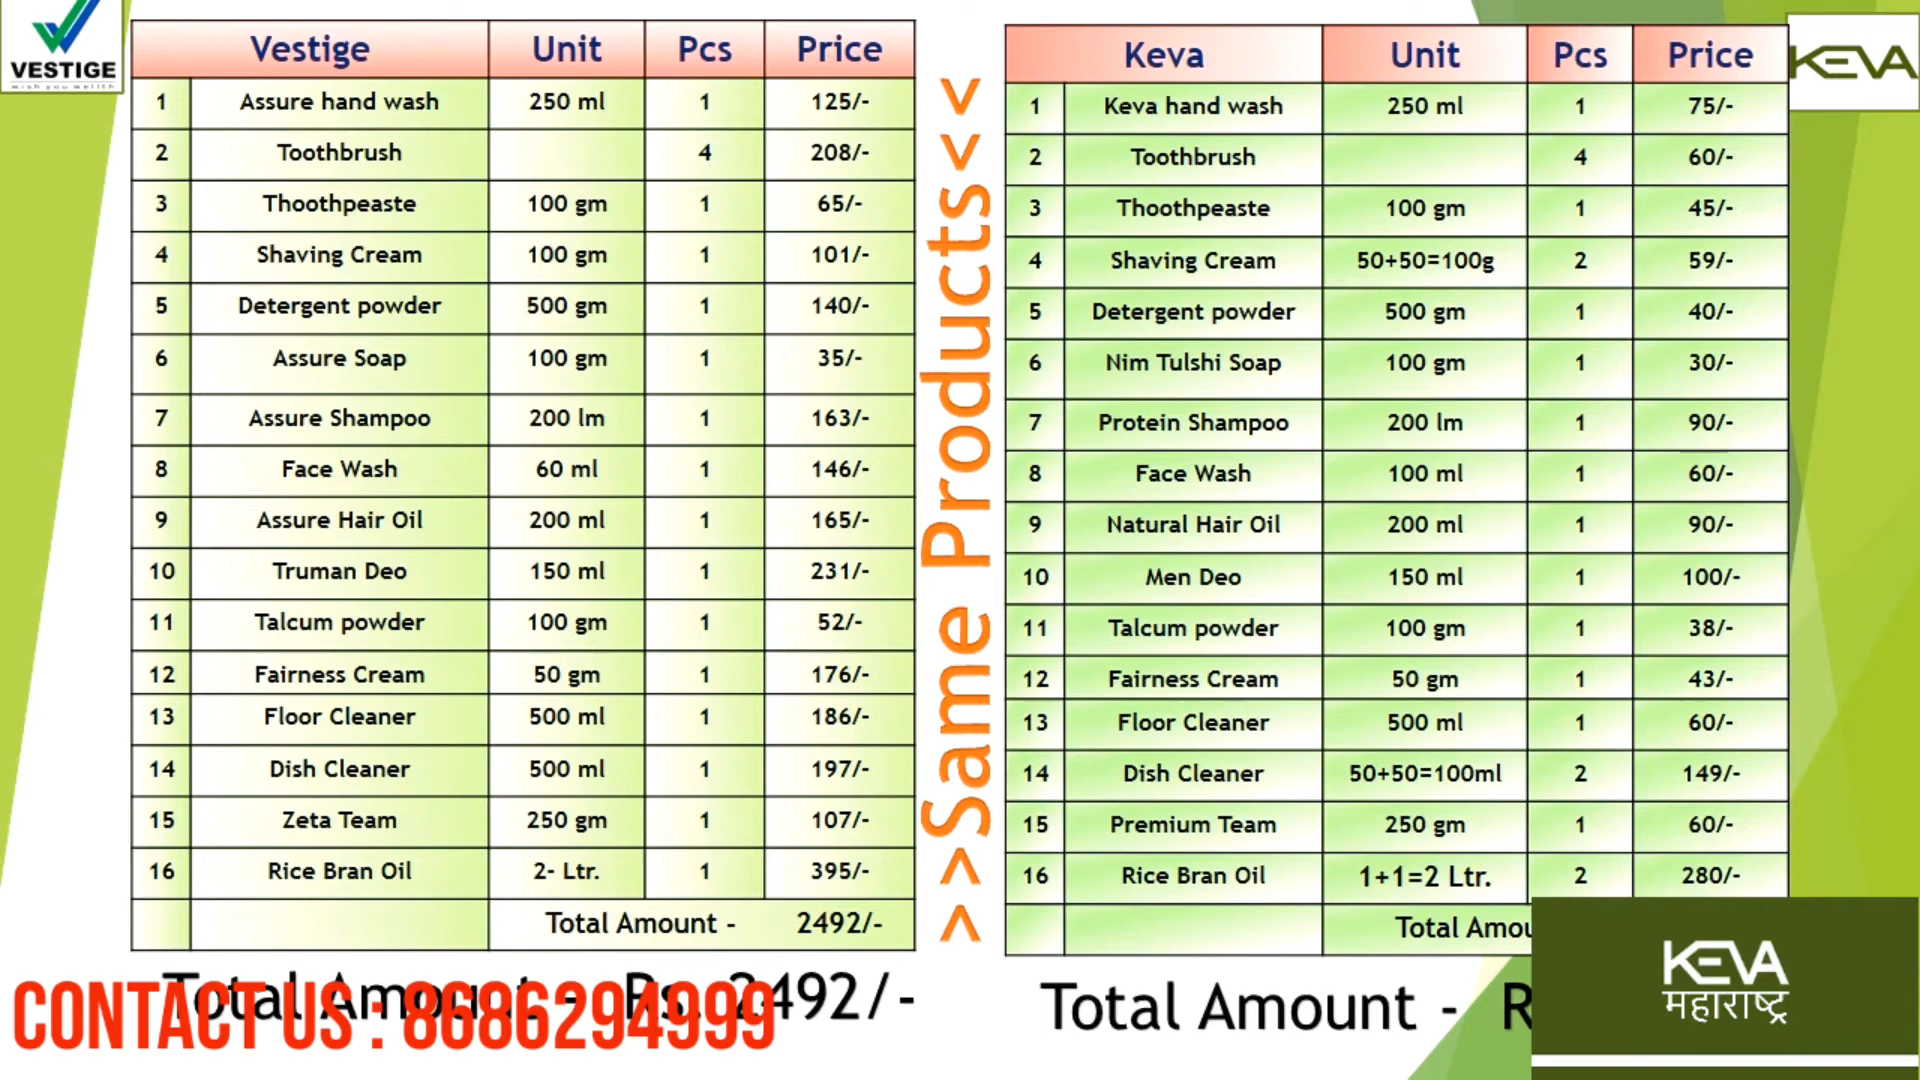 VESTIGE
wish you wellth
Vestige Unit Pcs Price
1 Assure hand wash 250 ml 1 125/-
2 Toothbrush 4 208/-
3 Thoothpeaste 100 gm 1 65/-
4 Shaving Cream 100 gm 1 101/-
5 Detergent powder 500 gm 1 140/-
6 Assure Soap 100 gm 1 35/-
7 Assure Shampoo 200 lm 1 163/-
8 Face Wash 60 ml 1 146/-
9 Assure Hair Oil 200 ml 1 165/-
10 Truman Deo 150 ml 1 231/-
11 Talcum powder 100 gm 1 52/-
12 Fairness Cream 50 gm 1 176/-
13 Floor Cleaner 500 ml 1 186/-
14 Dish Cleaner 500 ml 1 197/-
15 Zeta Team 250 gm 1 107/-
16 Rice Bran Oil 2- Ltr. 1 395/-
Total Amount - 2492/-
Total Amount - Rs. 2492/-
CONTACT US : 8686294999
>>Same Products<<
Keva Unit Pcs Price
1 Keva hand wash 250 ml 1 75/-
2 Toothbrush 4 60/-
3 Thoothpeaste 100 gm 1 45/-
4 Shaving Cream 50+50=100g 2 59/-
5 Detergent powder 500 gm 1 40/-
6 Nim Tulshi Soap 100 gm 1 30/-
7 Protein Shampoo 200 lm 1 90/-
8 Face Wash 100 ml 1 60/-
9 Natural Hair Oil 200 ml 1 90/-
10 Men Deo 150 ml 1 100/-
11 Talcum powder 100 gm 1 38/-
12 Fairness Cream 50 gm 1 43/-
13 Floor Cleaner 500 ml 1 60/-
14 Dish Cleaner 50+50=100ml 2 149/-
15 Premium Team 250 gm 1 60/-
16 Rice Bran Oil 1+1=2 Ltr. 2 280/-
Total Amou
Total Amount - R
KEVA
KEVA
महाराष्ट्र